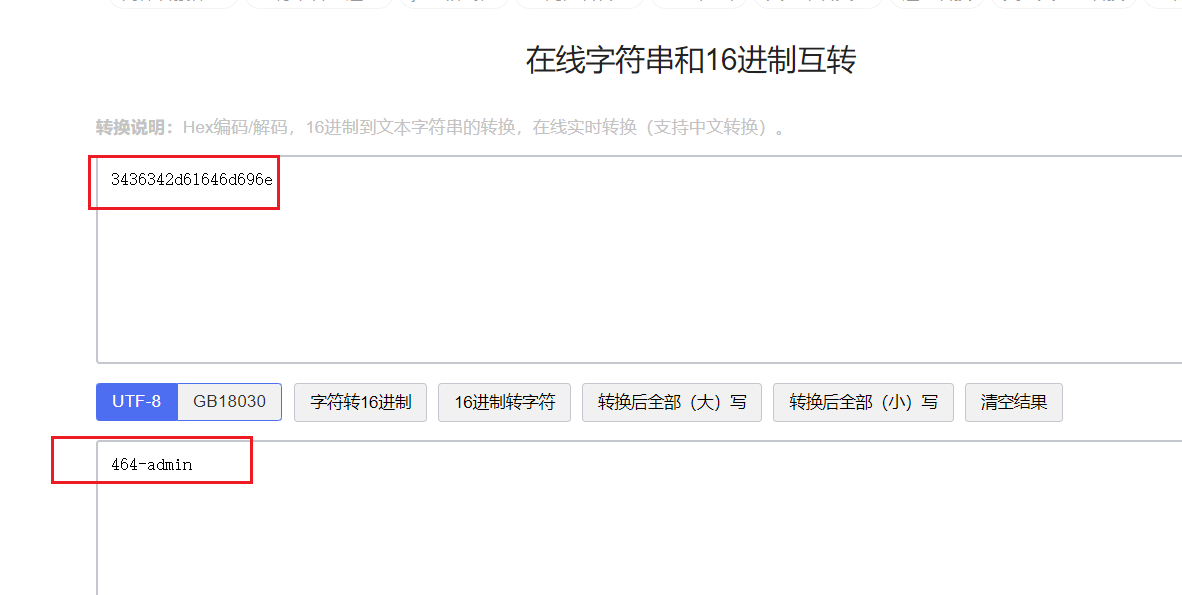 在线字符串和16进制互转
转换说明：Hex编码/解码，16进制到文本字符串的转换，在线实时转换（支持中文转换）。
3436342d61646d696e
UTF-8 GB18030 字符转16进制 16进制转字符 转换后全部（大）写 转换后全部（小）写 清空结果
464-admin